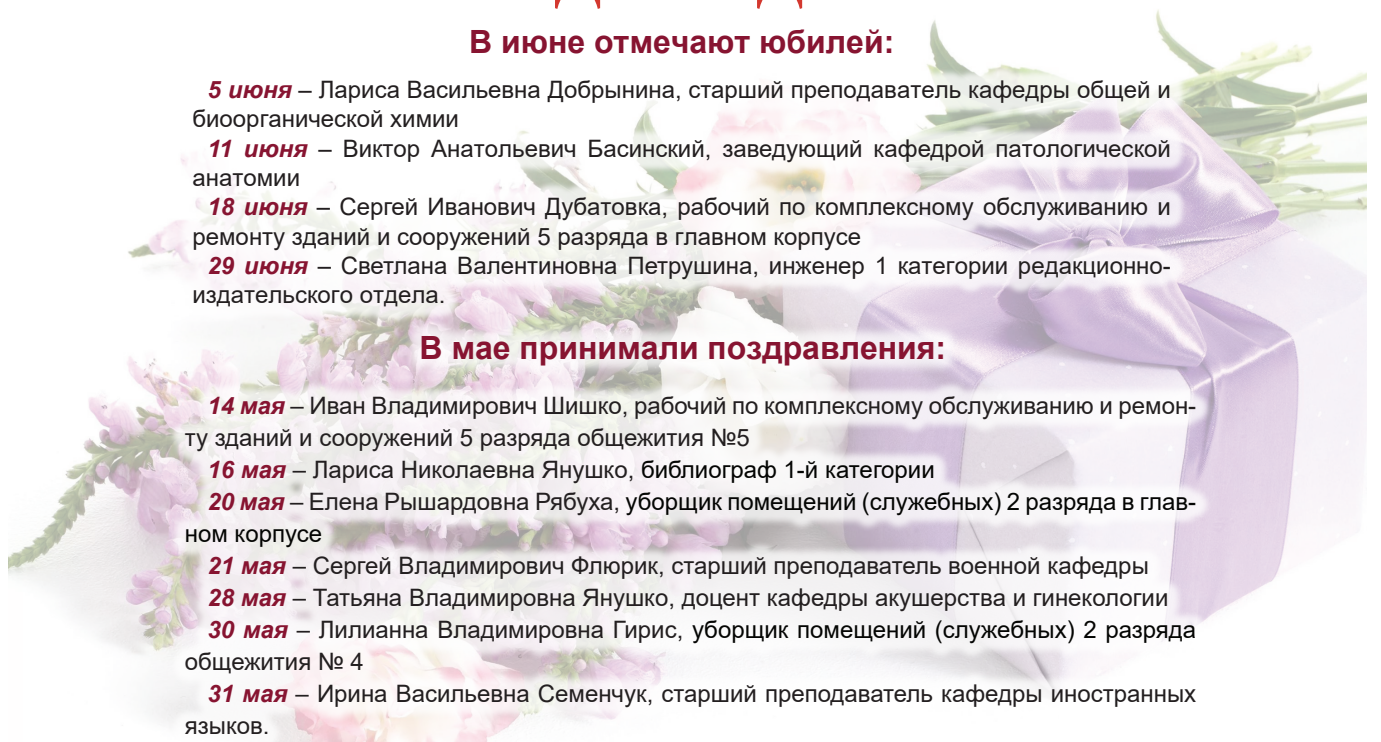 В июне отмечают юбилей:
5 июня – Лариса Васильевна Добрынина, старший преподаватель кафедры общей и
биоорганической химии
11 июня – Виктор Анатольевич Басинский, заведующий кафедрой патологической
анатомии
18 июня – Сергей Иванович Дубатовка, рабочий по комплексному обслуживанию и
ремонту зданий и сооружений 5 разряда в главном корпусе
29 июня – Светлана Валентиновна Петрушина, инженер 1 категории редакционно-
издательского отдела.
В мае принимали поздравления:
14 мая – Иван Владимирович Шишко, рабочий по комплексному обслуживанию и ремон-
ту зданий и сооружений 5 разряда общежития №5
16 мая – Лариса Николаевна Янушко, библиограф 1-й категории
20 мая – Елена Рышардовна Рябуха, уборщик помещений (служебных) 2 разряда в глав-
ном корпусе
21 мая – Сергей Владимирович Флюрик, старший преподаватель военной кафедры
28 мая – Татьяна Владимировна Янушко, доцент кафедры акушерства и гинекологии
30 мая – Лилианна Владимировна Гирис, уборщик помещений (служебных) 2 разряда
общежития № 4
31 мая – Ирина Васильевна Семенчук, старший преподаватель кафедры иностранных
языков.